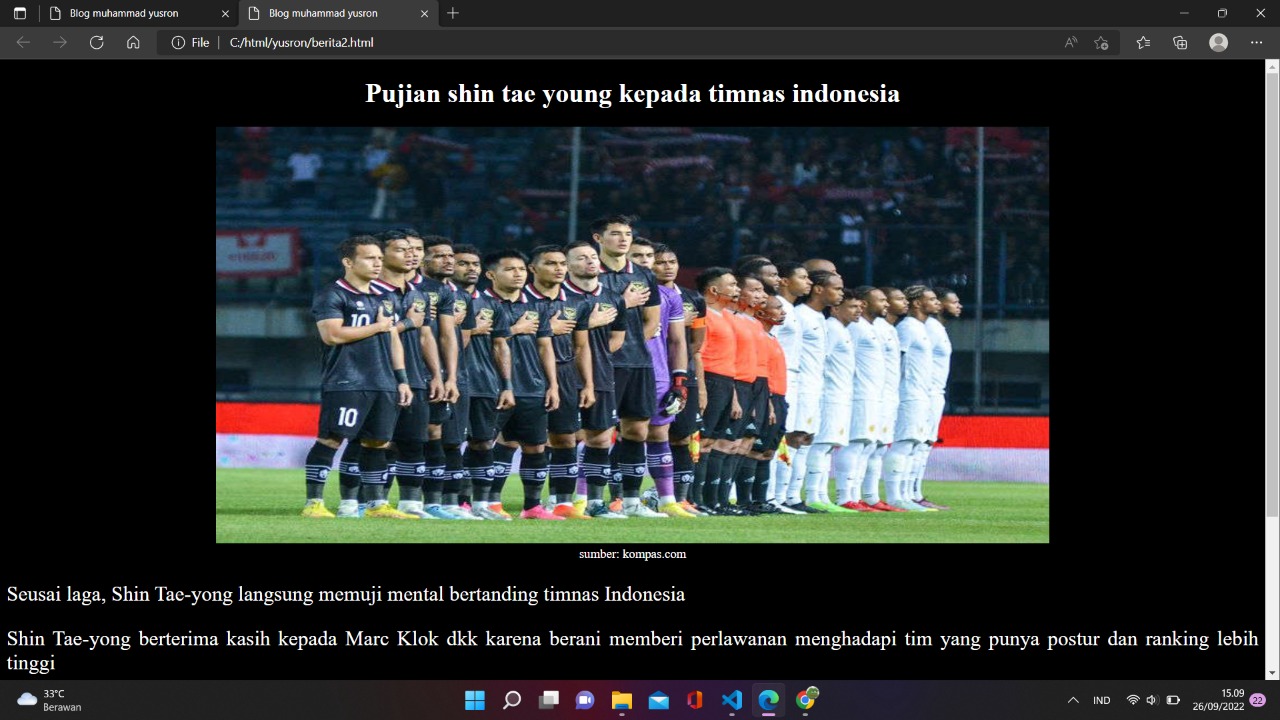 Blog muhammad yusron
Blog muhammad yusron
File
C:/html/yusron/berita2.html
Pujian shin tae young kepada timnas indonesia
10
10
sumber: kompas.com
Seusai laga, Shin Tae-yong langsung memuji mental bertanding timnas Indonesia
Shin Tae-yong berterima kasih kepada Marc Klok dkk karena berani memberi perlawanan menghadapi tim yang punya postur dan ranking lebih
tinggi
33°C
Berawan
IND
15.09
26/09/2022
22